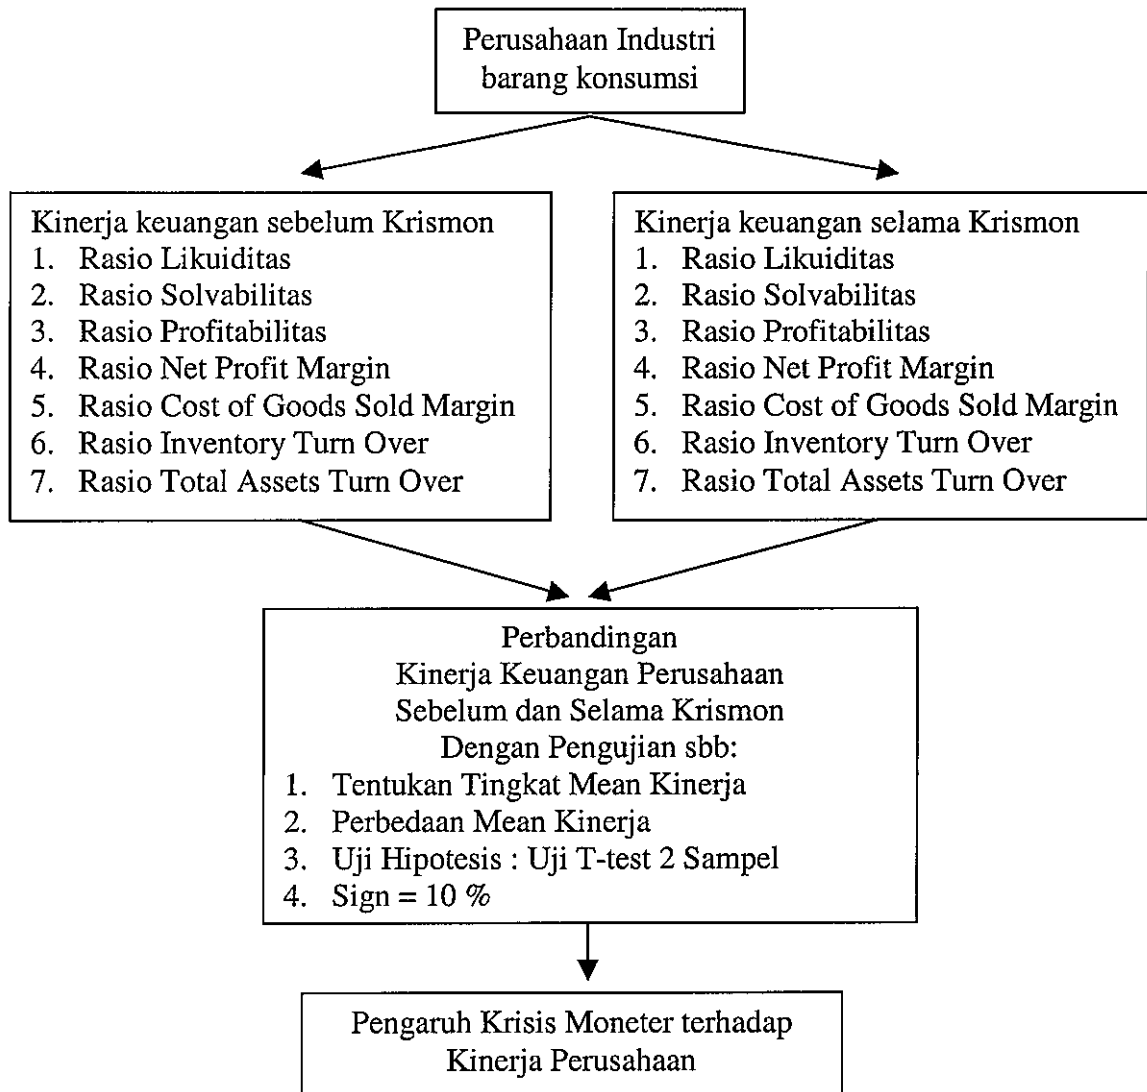 Perusahaan Industri
barang konsumsi
Kinerja keuangan sebelum Krismon
1. Rasio Likuiditas
2. Rasio Solvabilitas
3. Rasio Profitabilitas
4. Rasio Net Profit Margin
5. Rasio Cost of Goods Sold Margin
6. Rasio Inventory Turn Over
7. Rasio Total Assets Turn Over
Kinerja keuangan selama Krismon
1. Rasio Likuiditas
2. Rasio Solvabilitas
3. Rasio Profitabilitas
4. Rasio Net Profit Margin
5. Rasio Cost of Goods Sold Margin
6. Rasio Inventory Turn Over
7. Rasio Total Assets Turn Over
Perbandingan
Kinerja Keuangan Perusahaan
Sebelum dan Selama Krismon
Dengan Pengujian sbb:
1. Tentukan Tingkat Mean Kinerja
2. Perbedaan Mean Kinerja
3. Uji Hipotesis : Uji T-test 2 Sampel
4. Sign = 10 %
Pengaruh Krisis Moneter terhadap
Kinerja Perusahaan